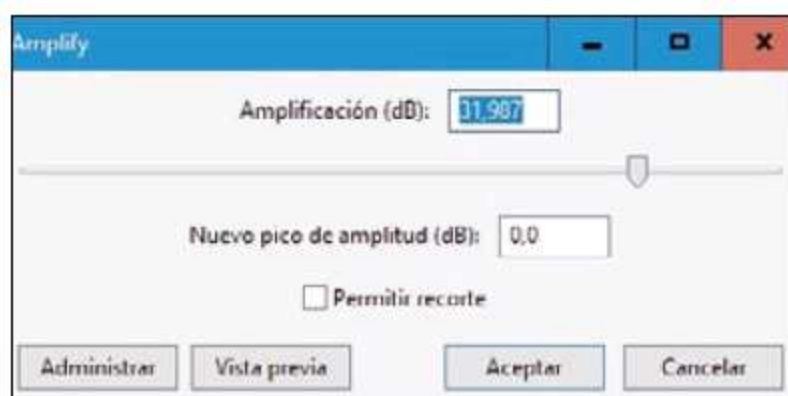 Amplify
Amplificación (dB): 31,987
Nuevo pico de amplitud (dB): 0,0
Permitir recorte
Administrar Vista previa Aceptar Cancelar